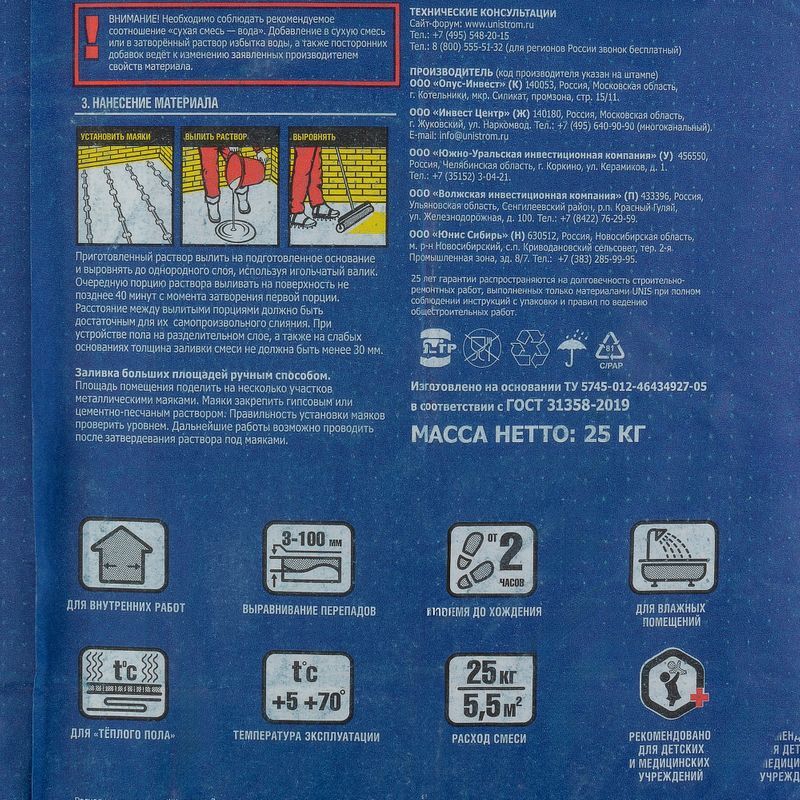 ВНИМАНИЕ! Необходимо соблюдать рекомендуемое
соотношение «сухая смесь — вода». Добавление в сухую смесь
или в затворённый раствор избытка воды, а также посторонних
добавок ведёт к изменению заявленных производителем
свойств материала.
3. НАНЕСЕНИЕ МАТЕРИАЛА
УСТАНОВИТЬ МАЯКИ
ВЫЛИТЬ РАСТВОР
ВЫРОВНЯТЬ
Приготовленный раствор вылить на подготовленное основание
и выровнять до однородного слоя, используя игольчатый валик.
Очередную порцию раствора выливать на поверхность не
позднее 40 минут с момента затворения первой порции.
Расстояние между вылитыми порциями должно быть
достаточным для их самопроизвольного слияния. При
устройстве пола на разделительном слое, а также на слабых
основаниях толщина заливки смеси не должна быть менее 30 мм.
Заливка больших площадей ручным способом.
Площадь помещения поделить на несколько участков
металлическими маяками. Маяки закрепить гипсовым или
цементно-песчаным раствором. Правильность установки маяков
проверить уровнем. Дальнейшие работы возможно проводить
после затвердевания раствора под маяками.
ТЕХНИЧЕСКИЕ КОНСУЛЬТАЦИИ
Сайт-форум: www.unistrom.ru
Тел.: +7 (495) 548-20-15
Тел.: 8 (800) 555-51-32 (для регионов России звонок бесплатный)
ПРОИЗВОДИТЕЛЬ (код производителя указан на штампе)
ООО «Опус-Инвест» (К) 140053, Россия, Московская область,
г. Котельники, мкр. Силикат, промзона, стр. 15/11.
ООО «Инвест Центр» (Ж) 140180, Россия, Московская область,
г. Жуковский, ул. Наркомвод. Тел.: +7 (495) 640-90-90 (многоканальный).
E-mail: info@unistrom.ru
ООО «Южно-Уральская инвестиционная компания» (У) 456550,
Россия, Челябинская область, г. Коркино, ул. Керамиков, д. 1.
Тел.: +7 (35152) 3-04-21.
ООО «Волжская инвестиционная компания» (П) 433396, Россия,
Ульяновская область, Сенгилеевский район, р.п. Красный Гуляй,
ул. Железнодорожная, д. 100. Тел.: +7 (8422) 76-29-59.
ООО «Юнис Сибирь» (Н) 630512, Россия, Новосибирская область,
м. р-н Новосибирский, с.п. Криводановский сельсовет, тер. 2-я
Промышленная зона, зд. 8/7. Тел.: +7 (383) 285-99-95.
25 лет гарантии распространяются на долговечность строительно-
ремонтных работ, выполненных только материалами UNIS при полном
соблюдении инструкций с упаковки и правил по ведению
общестроительных работ.
81
C/PAP
Изготовлено на основании ТУ 5745-012-46434927-05
в соответствии с ГОСТ 31358-2019
МАССА НЕТТО: 25 КГ
3-100 мм
ОТ 2 ЧАСОВ
ДЛЯ ВНУТРЕННИХ РАБОТ
ВЫРАВНИВАНИЕ ПЕРЕПАДОВ
ДО ХОЖДЕНИЯ
ДЛЯ ВЛАЖНЫХ
ПОМЕЩЕНИЙ
t°c
t°c
+5 +70°
25 кг
5,5 м²
ДЛЯ «ТЁПЛОГО ПОЛА»
ТЕМПЕРАТУРА ЭКСПЛУАТАЦИИ
РАСХОД СМЕСИ
РЕКОМЕНДОВАНО
ДЛЯ ДЕТСКИХ
И МЕДИЦИНСКИХ
УЧРЕЖДЕНИЙ